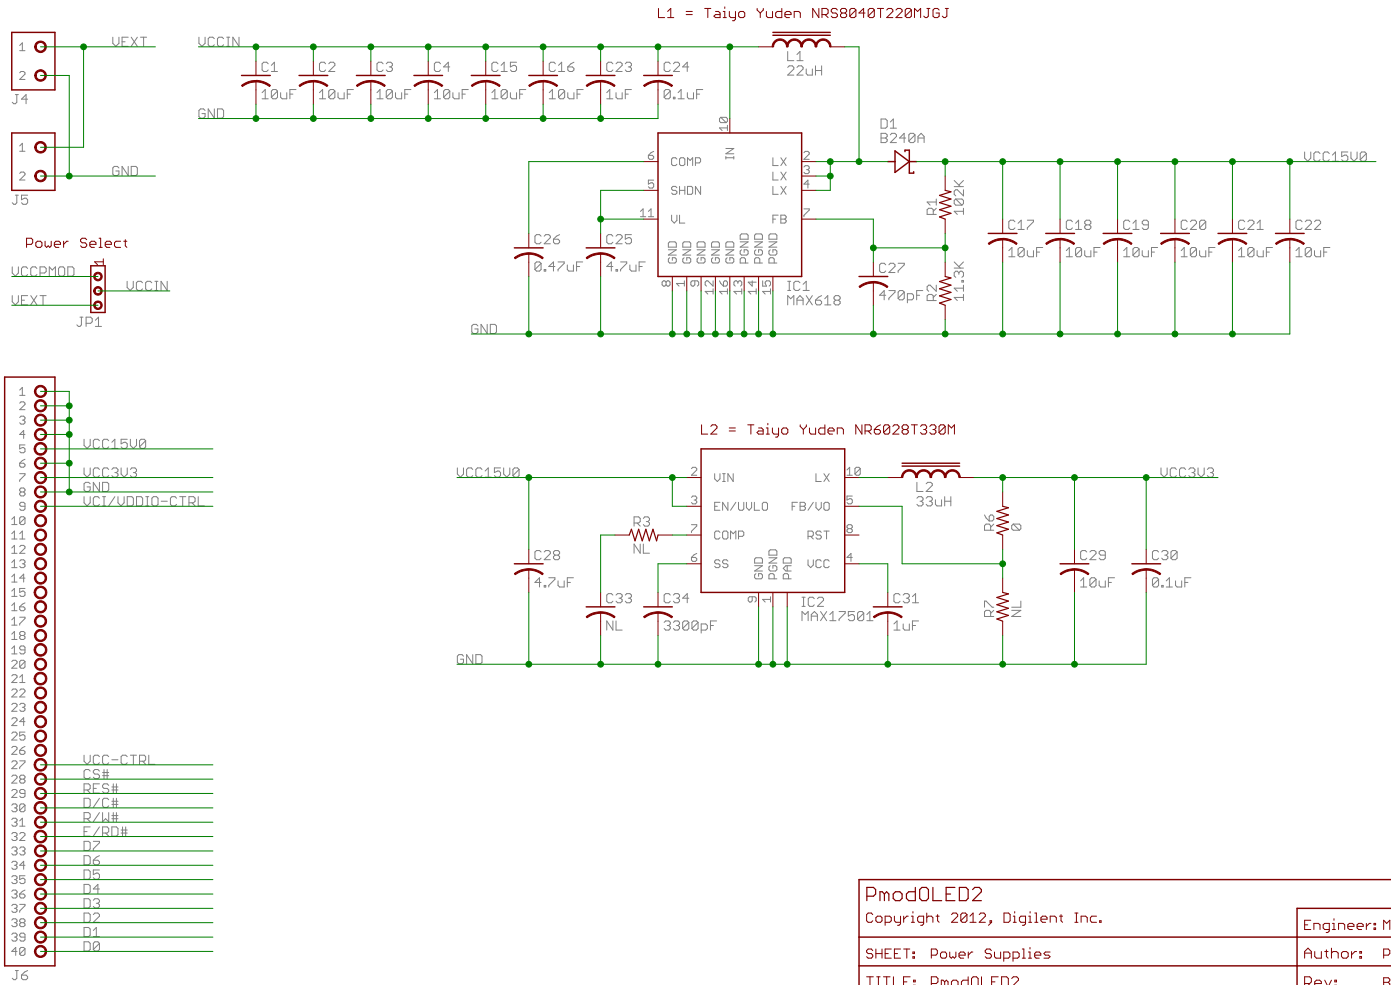 L1 = Taiyo Yuden NRS8040T220MJGJ
1
2
J4
VEXT
1
2
J5
GND
VCCIN
GND
C1
10uF
C2
10uF
C3
10uF
C4
10uF
C15
10uF
C16
10uF
C23
1uF
C24
0.1uF
L1
22uH
10
IN
6
COMP
5
SHDN
11
VL
LX
2
LX
3
LX
4
FB
7
GND
GND
GND
GND
GND
PGND
PGND
PGND
8
1
9
12
16
13
14
15
IC1
MAX618
D1
B240A
VCC15V0
R1
102K
R2
11.3K
C17
10uF
C18
10uF
C19
10uF
C20
10uF
C21
10uF
C22
10uF
C26
0.47uF
C25
4.7uF
C27
470pF
GND
Power Select
VCCPMOD
VEXT
1
VCCIN
JP1
1
2
3
4
5
VCC15V0
6
7
VCC3V3
8
GND
9
VCI/VDDIO-CTRL
10
11
12
13
14
15
16
17
18
19
20
21
22
23
24
25
26
27
VCC-CTRL
28
CS#
29
RES#
30
D/C#
31
R/W#
32
E/RD#
33
D7
34
D6
35
D5
36
D4
37
D3
38
D2
39
D1
40
D0
J6
L2 = Taiyo Yuden NR6028T330M
VCC15V0
2
VIN
3
EN/UVLO
7
COMP
6
SS
LX
10
FB/VO
5
RST
8
VCC
4
GND
PGND
PAD
9
1
IC2
MAX17501
L2
33uH
VCC3V3
R3
NL
C28
4.7uF
C33
NL
C34
3300pF
C31
1uF
R6
0
R7
NL
C29
10uF
C30
0.1uF
GND
PmodOLED2
Copyright 2012, Digilent Inc.
Engineer: M
SHEET: Power Supplies
Author: P
TITLE: PmodOLED2
Rev: B